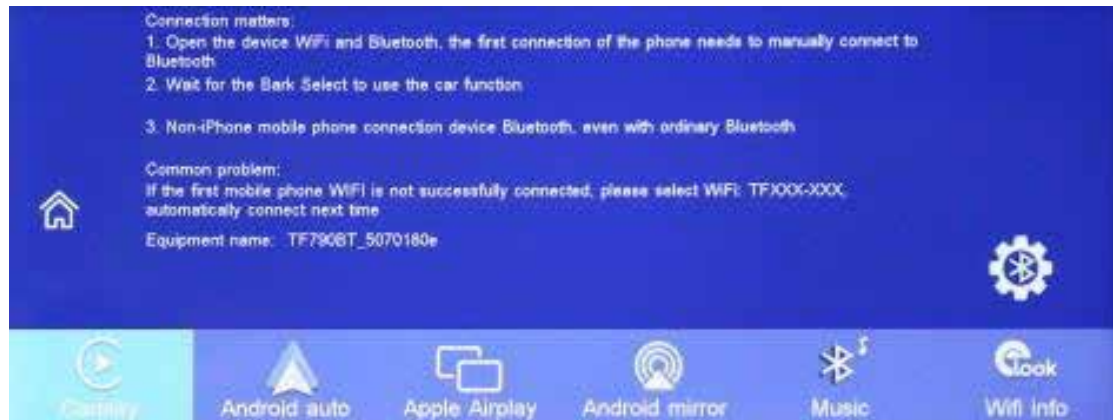 Connection matters:
1. Open the device WiFi and Bluetooth, the first connection of the phone needs to manually connect to
Bluetooth
2. Wait for the Bark Select to use the car function
3. Non-iPhone mobile phone connection device Bluetooth, even with ordinary Bluetooth
Common problem:
If the first mobile phone WIFI is not successfully connected, please select WiFi: TFXXX-XXX,
automatically connect next time
Equipment name: TF790BT_5070180e
look
Android auto
Apple Airplay
Android mirror
Music
Wifi info